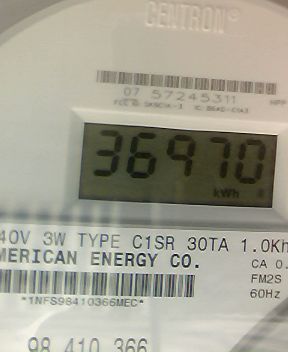 CENTRON®
07 57245311
36970
kWh
40V 3W TYPE C1SR 30TA 1.0Kh
MERICAN ENERGY CO.
CA 0.
FM2S
60Hz
*1NFS98410366MEC*
98 410 366